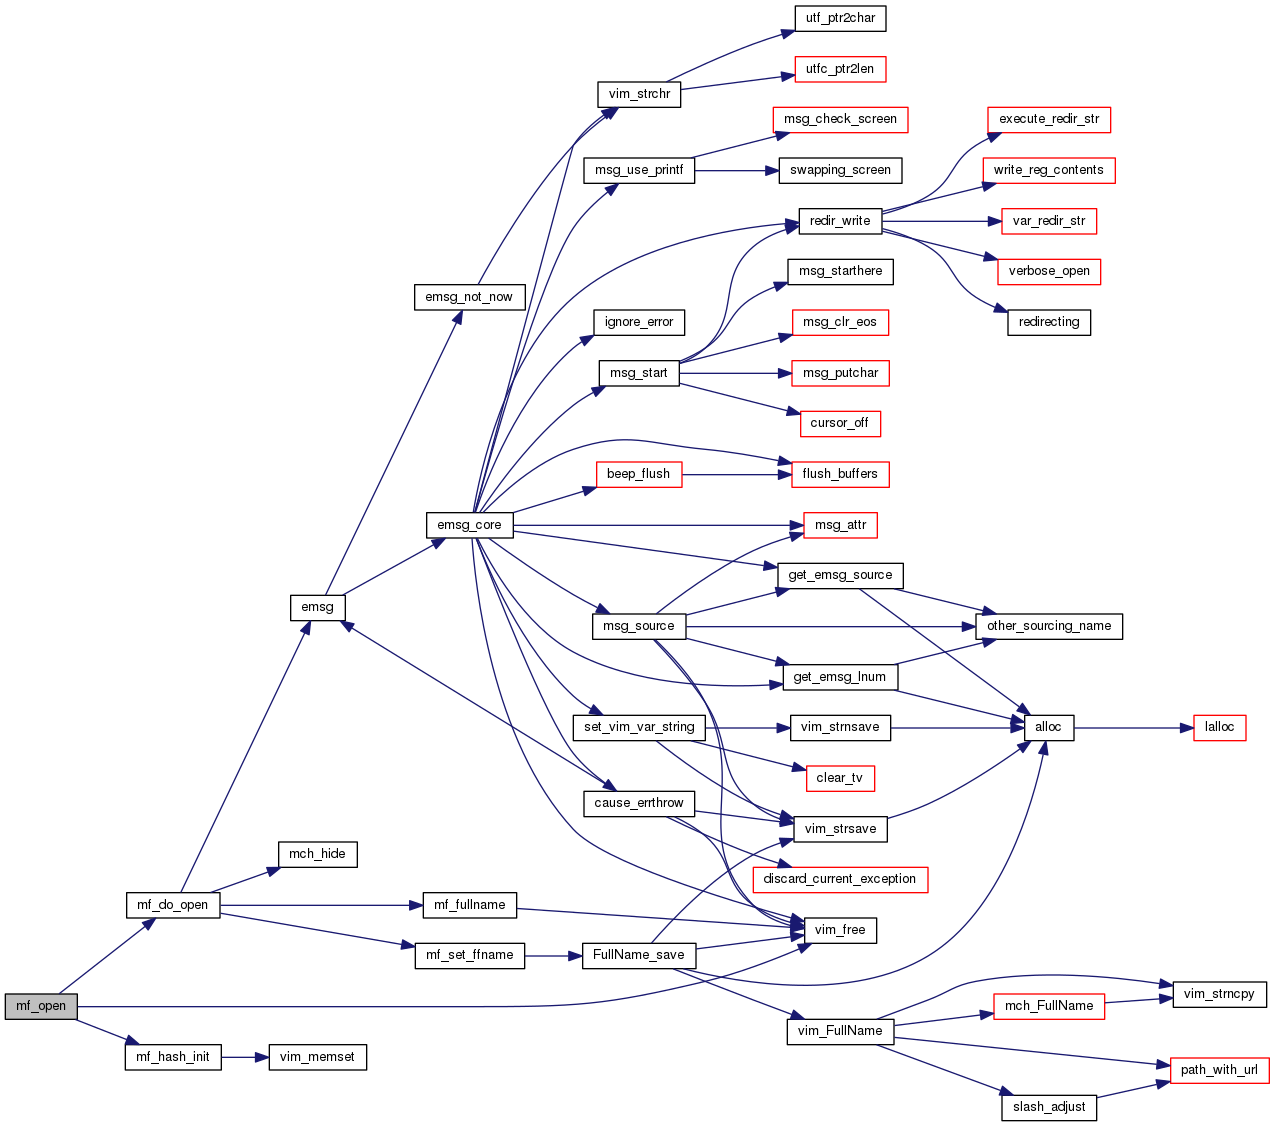 utf_ptr2char
utfc_ptr2len
vim_strchr
msg_check_screen
execute_redir_str
msg_use_printf
swapping_screen
write_reg_contents
redir_write
var_redir_str
msg_starthere
verbose_open
emsg_not_now
ignore_error
msg_clr_eos
redirecting
msg_start
msg_putchar
cursor_off
beep_flush
flush_buffers
emsg_core
msg_attr
get_emsg_source
emsg
msg_source
other_sourcing_name
get_emsg_lnum
set_vim_var_string
vim_strnsave
alloc
lalloc
clear_tv
cause_errthrow
vim_strsave
mch_hide
discard_current_exception
mf_do_open
mf_fullname
vim_free
mf_set_ffname
FullName_save
mf_open
mch_FullName
vim_strncpy
vim_FullName
mf_hash_init
vim_memset
path_with_url
slash_adjust